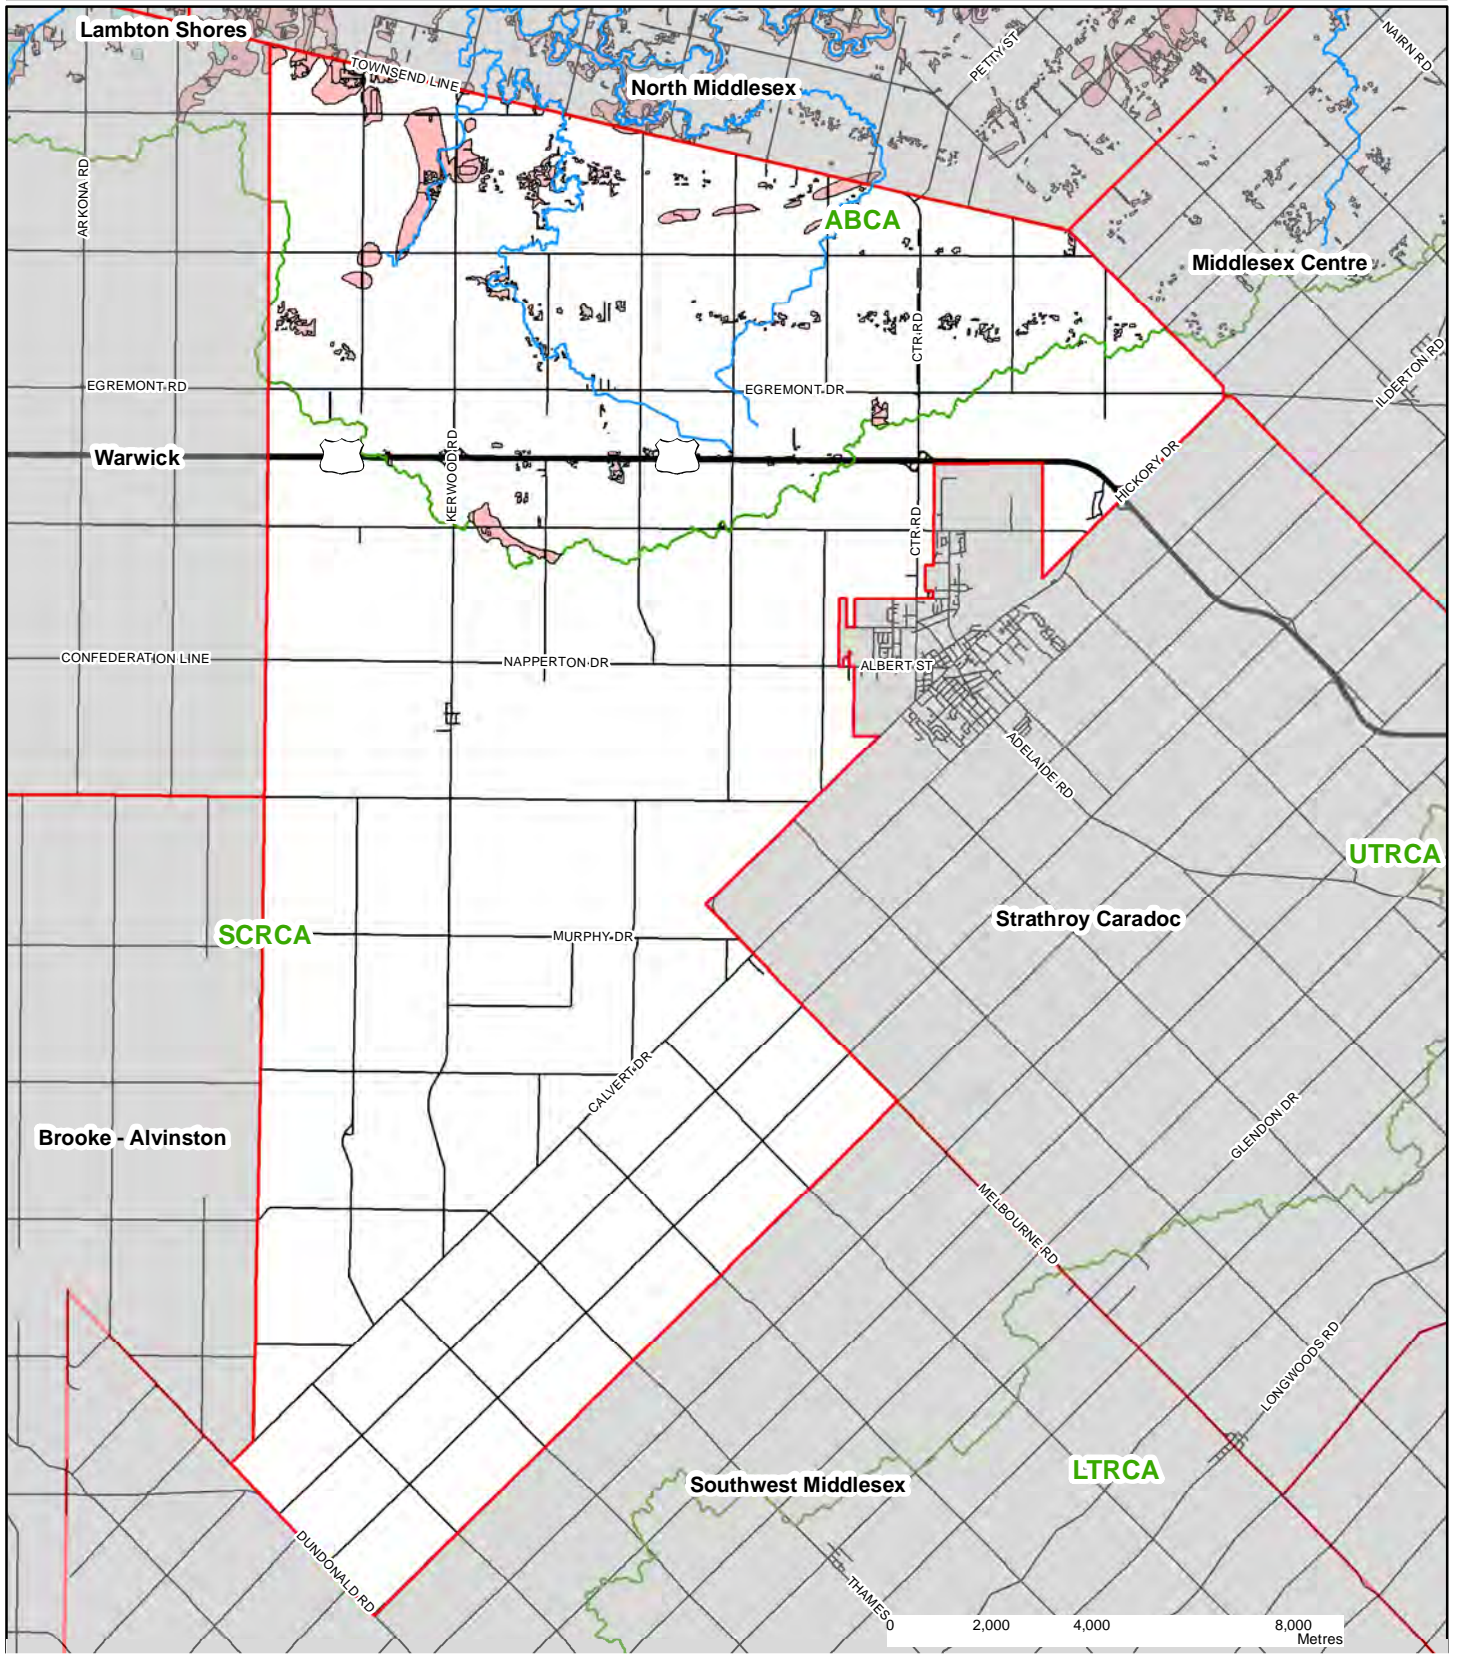 Lambton Shores
TOWNSEND LINE
North Middlesex
PETTY ST
NAIRN RD
ARKONA RD
ABCA
Middlesex Centre
CTR RD
ILDERTON RD
EGREMONT RD
EGREMONT DR
Warwick
KERWOOD RD
HICKORY DR
CTR RD
CONFEDERATION LINE
NAPPERTON DR
ALBERT ST
ADELAIDE RD
UTRCA
Strathroy Caradoc
SCRCA
MURPHY DR
CALVERT DR
Brooke - Alvinston
GLENDON DR
MELBOURNE RD
LONGWOODS RD
LTRCA
Southwest Middlesex
DUNDONALD RD
THAMES
0 2,000 4,000 8,000
Metres